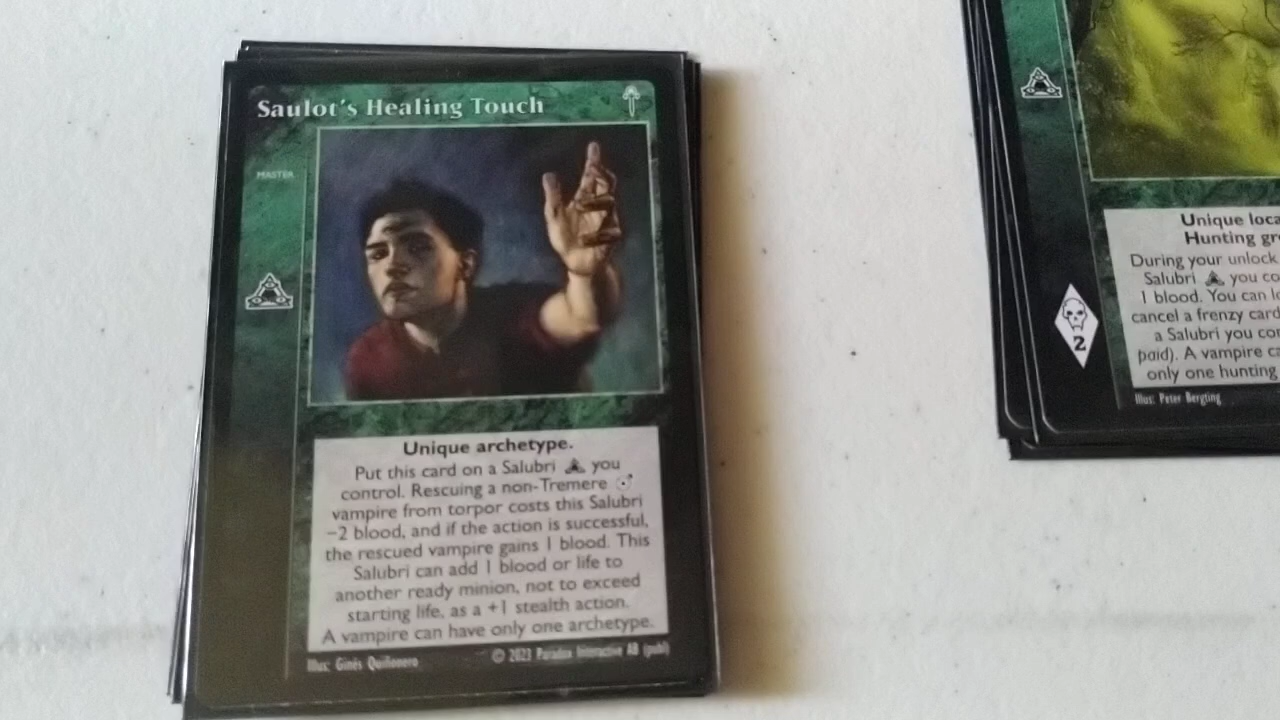 Saulot's Healing Touch
MASTER
Unique archetype.
Put this card on a Salubri you
control. Rescuing a non-Tremere
vampire from torpor costs this Salubri
−2 blood, and if the action is successful,
the rescued vampire gains 1 blood. This
Salubri can add 1 blood or life to
another ready minion, not to exceed
starting life, as a +1 stealth action.
A vampire can have only one archetype.
Illus: Ginés Quiñonero
© 2023 Paradox Interactive AB (publ)
Unique loca
Hunting gr
During your unlock
Salubri you co
1 blood. You can l
cancel a frenzy card
a Salubri you co
paid). A vampire c
only one hunting
2
Illus: Peter Bergting